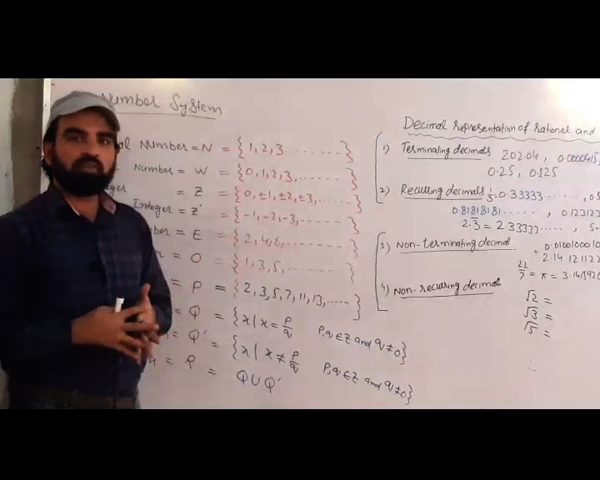 Number System
Number = N = {1, 2, 3 ........}
Number = W = {0, 1, 2, 3, ........}
= Z = {0, ±1, ±2, ±3, ......}
Integer = Z' = {-1, -2, -3, ......}
= E = {2, 4, 6, ........}
= O = {1, 3, 5, ........}
= P = {2, 3, 5, 7, 11, 13, .....}
= Q = {x | x = p/q p, q ∈ Z and q ≠ 0}
= Q' = {x | x ≠ p/q p, q ∈ Z and q ≠ 0}
= Q ∪ Q'
Decimal representation of rational and
1) Terminating decimals 202.04, 0.0000415,
0.25, 0.125
2) Recurring decimals 1/3 = 0.33333.....
0.81818181......, 0.123123
2.3 = 2.33333....
3) Non-terminating decimal
2.14.121122
22/7 = π = 3.1415926
4) Non-recurring decimal
√2 =
√3 =
√5 =